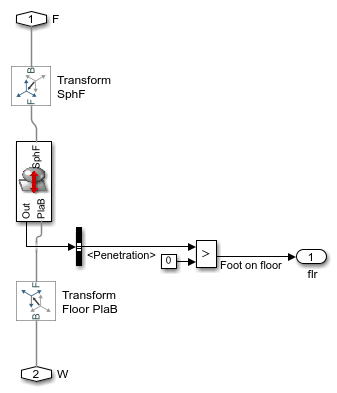 1 F
B
Transform
SphF
F
SphF
Out
PlaB
<Penetration>
0
>
Foot on floor
1
flr
F
Transform
Floor PlaB
B
2 W